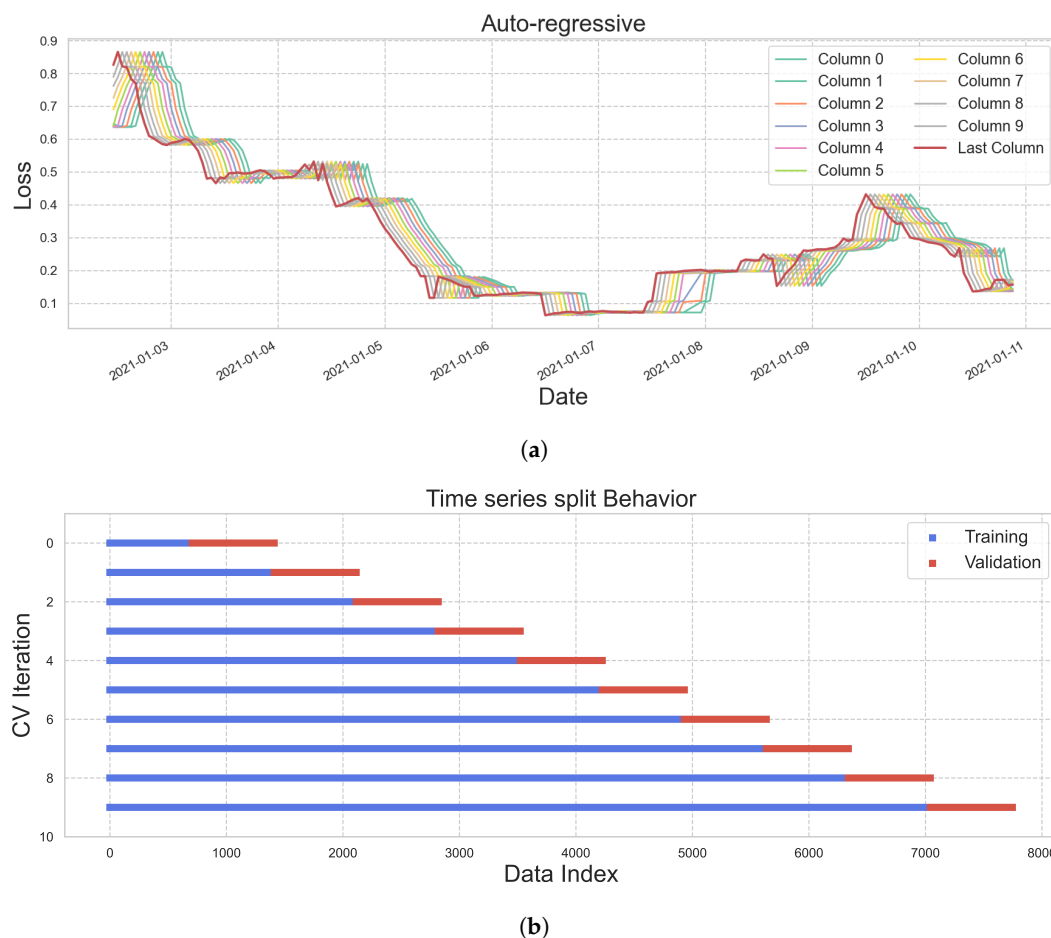 Auto-regressive
0.9
0.8
0.7
0.6
0.5
0.4
0.3
0.2
0.1
Loss
Column 0
Column 1
Column 2
Column 3
Column 4
Column 5
Column 6
Column 7
Column 8
Column 9
Last Column
2021-01-03
2021-01-04
2021-01-05
2021-01-06
2021-01-07
2021-01-08
2021-01-09
2021-01-10
2021-01-11
Date
(a)
Time series split Behavior
0
2
4
6
8
10
CV Iteration
Training
Validation
0
1000
2000
3000
4000
5000
6000
7000
8000
Data Index
(b)